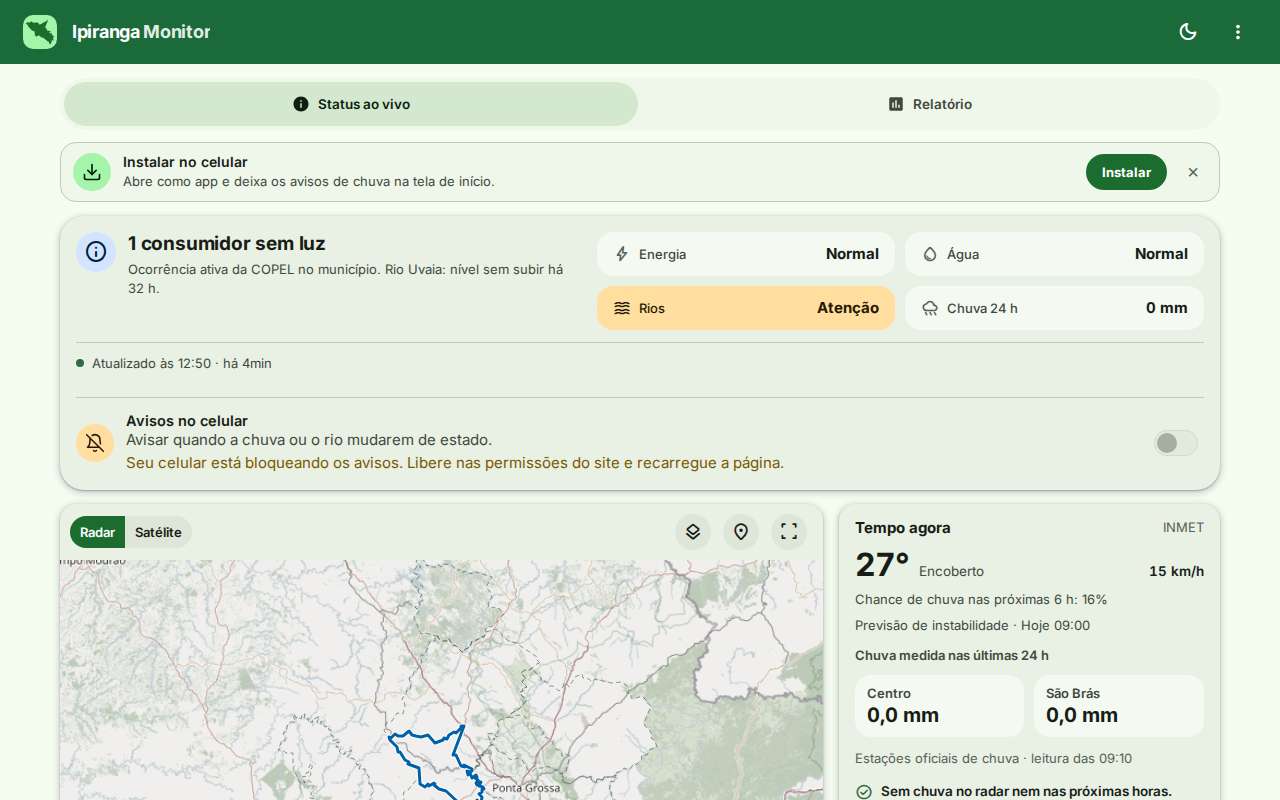 Ipiranga Monitor
Status ao vivo
Relatório
Instalar no celular
Abre como app e deixa os avisos de chuva na tela de início.
Instalar
1 consumidor sem luz
Ocorrência ativa da COPEL no município. Rio Uvaia: nível sem subir há
32 h.
Energia Normal
Água Normal
Rios Atenção
Chuva 24 h 0 mm
Atualizado às 12:50 · há 4min
Avisos no celular
Avisar quando a chuva ou o rio mudarem de estado.
Seu celular está bloqueando os avisos. Libere nas permissões do site e recarregue a página.
Radar Satélite
Ponta Grossa
Tempo agora INMET
27° Encoberto 15 km/h
Chance de chuva nas próximas 6 h: 16%
Previsão de instabilidade · Hoje 09:00
Chuva medida nas últimas 24 h
Centro
0,0 mm
São Brás
0,0 mm
Estações oficiais de chuva · leitura das 09:10
Sem chuva no radar nem nas próximas horas.